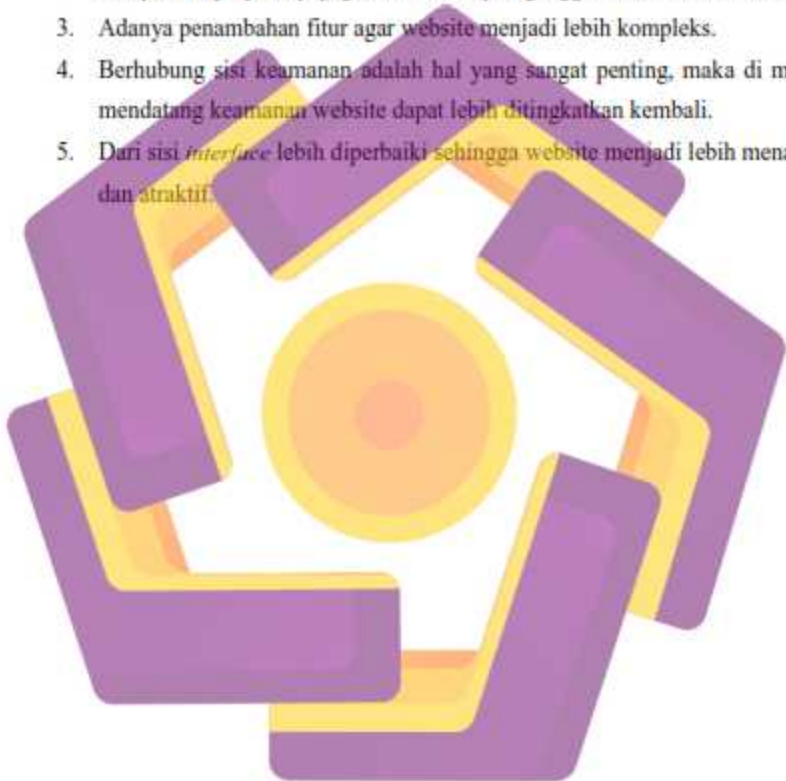 3. Adanya penambahan fitur agar website menjadi lebih kompleks.
4. Berhubung sisi keamanan adalah hal yang sangat penting, maka di m
mendatang keamanan website dapat lebih ditingkatkan kembali.
5. Dari sisi interface lebih diperbaiki sehingga website menjadi lebih mena
dan atraktif.